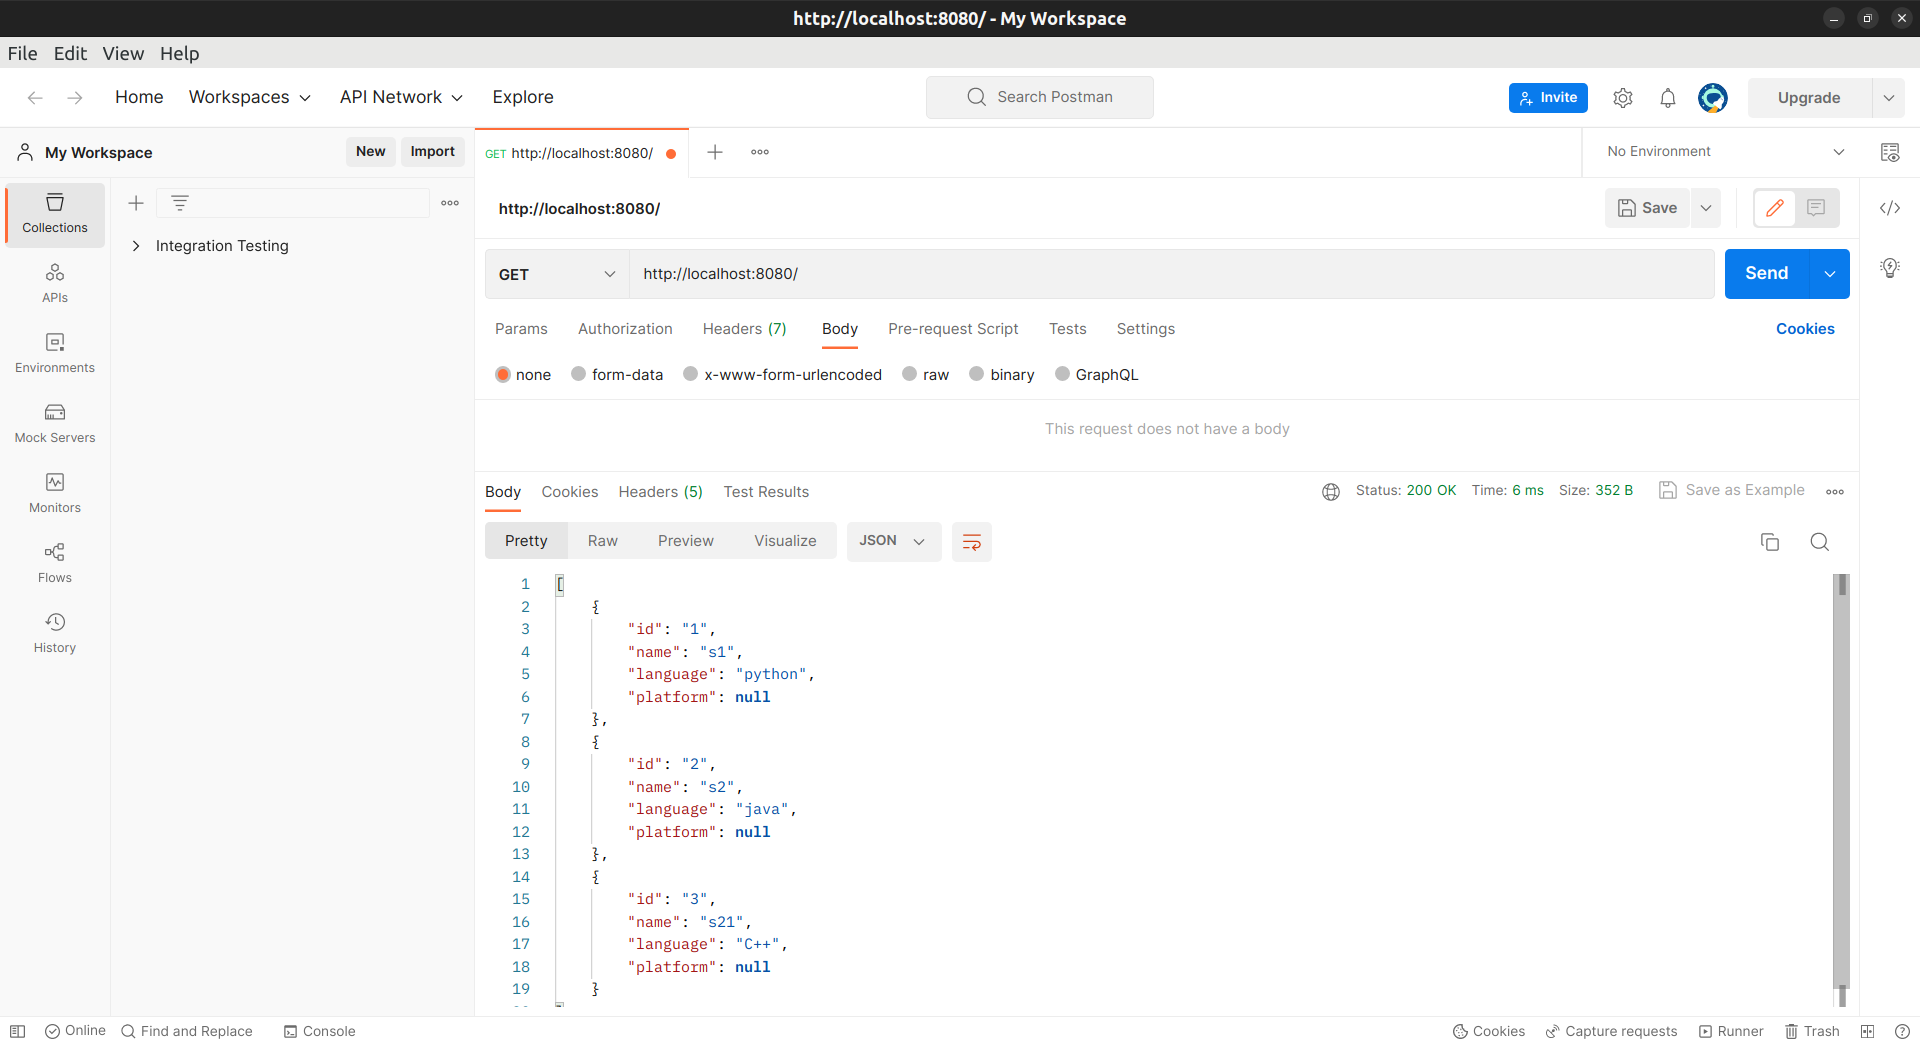 http://localhost:8080/ - My Workspace
File Edit View Help
Home Workspaces API Network Explore
Search Postman
Invite
Upgrade
My Workspace
New Import
GET http://localhost:8080/
No Environment
Collections
Integration Testing
http://localhost:8080/
Save
APIs
GET http://localhost:8080/
Send
Environments
Params Authorization Headers (7) Body Pre-request Script Tests Settings
Cookies
none form-data x-www-form-urlencoded raw binary GraphQL
Mock Servers
This request does not have a body
Monitors
Body Cookies Headers (5) Test Results
Status: 200 OK Time: 6 ms Size: 352 B Save as Example
Pretty Raw Preview Visualize JSON
Flows
History
1 [
2 {
3 "id": "1",
4 "name": "s1",
5 "language": "python",
6 "platform": null
7 },
8 {
9 "id": "2",
10 "name": "s2",
11 "language": "java",
12 "platform": null
13 },
14 {
15 "id": "3",
16 "name": "s21",
17 "language": "C++",
18 "platform": null
19 }
Online Find and Replace Console
Cookies Capture requests Runner Trash